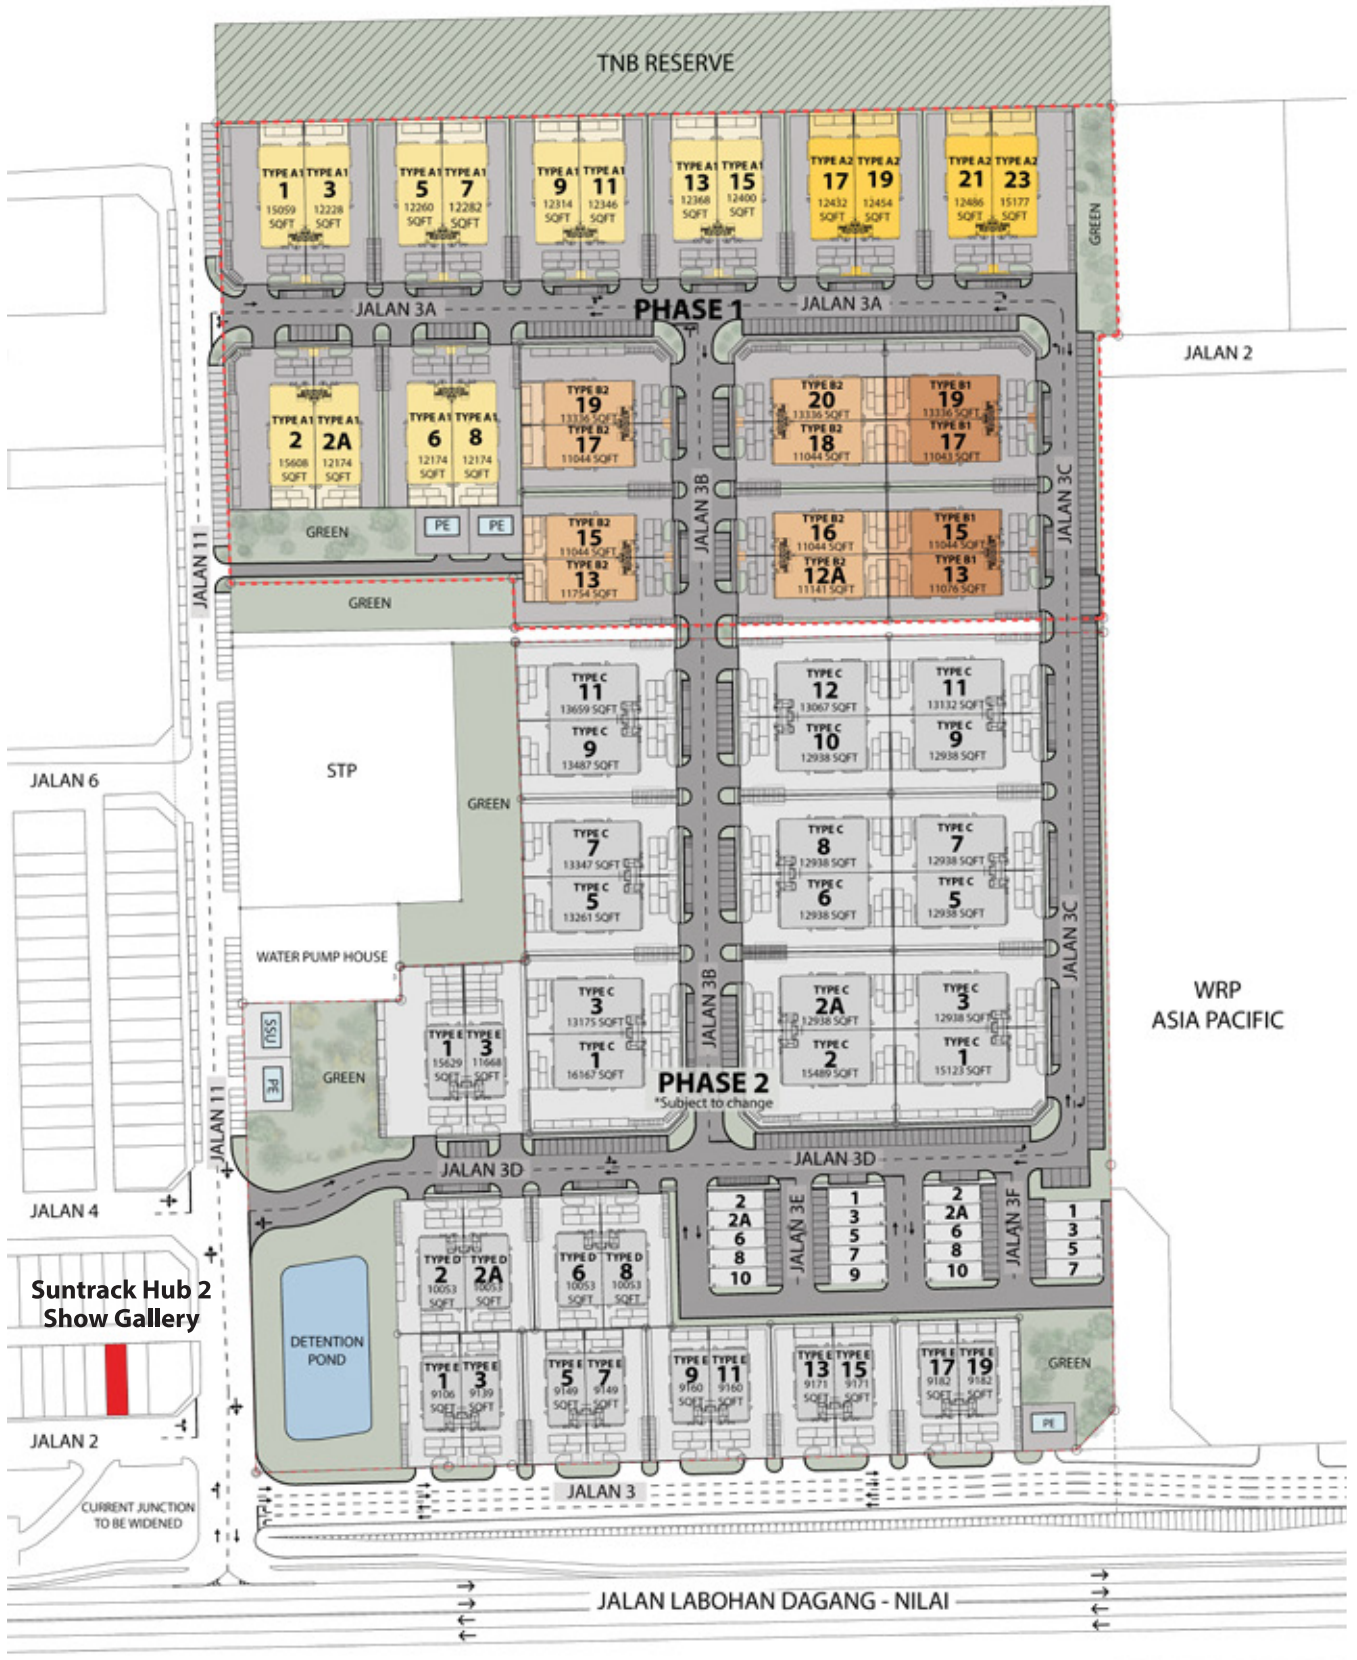 TNB RESERVE
TYPE A1
1
15059
SQFT
TYPE A1
3
12228
SQFT
TYPE A1
5
12260
SQFT
TYPE A1
7
12282
SQFT
TYPE A1
9
12314
SQFT
TYPE A1
11
12346
SQFT
TYPE A1
13
12368
SQFT
TYPE A1
15
12400
SQFT
TYPE A2
17
12432
SQFT
TYPE A2
19
12454
SQFT
TYPE A2
21
12486
SQFT
TYPE A2
23
15177
SQFT
GREEN
JALAN 3A
PHASE 1
JALAN 3A
JALAN 2
TYPE A1
2
15608
SQFT
TYPE A1
2A
12174
SQFT
TYPE A1
6
12174
SQFT
TYPE A1
8
12174
SQFT
TYPE B2
19
13336 SQFT
TYPE B2
17
11044 SQFT
TYPE B2
20
13336 SQFT
TYPE B2
18
11044 SQFT
TYPE B1
19
13336 SQFT
TYPE B1
17
11043 SQFT
JALAN 3B
JALAN 3C
GREEN
PE
PE
TYPE B2
15
11044 SQFT
TYPE B2
13
11754 SQFT
TYPE B2
16
11044 SQFT
TYPE B2
12A
11141 SQFT
TYPE B1
15
11044 SQFT
TYPE B1
13
11076 SQFT
JALAN 11
GREEN
TYPE C
11
13659 SQFT
TYPE C
9
13487 SQFT
TYPE C
12
13067 SQFT
TYPE C
10
12938 SQFT
TYPE C
11
13132 SQFT
TYPE C
9
12938 SQFT
JALAN 6
STP
GREEN
TYPE C
7
13347 SQFT
TYPE C
5
13261 SQFT
TYPE C
8
12938 SQFT
TYPE C
6
12938 SQFT
TYPE C
7
12938 SQFT
TYPE C
5
12938 SQFT
JALAN 3C
WATER PUMP HOUSE
TYPE C
3
13175 SQFT
TYPE C
1
16167 SQFT
JALAN 3B
TYPE C
2A
12938 SQFT
TYPE C
2
15489 SQFT
TYPE C
3
12938 SQFT
TYPE C
1
15123 SQFT
WRP
ASIA PACIFIC
SSU
PE
GREEN
TYPE E
1
15629
SQFT
TYPE E
3
11668
SQFT
PHASE 2
*Subject to change
JALAN 11
JALAN 3D
JALAN 3D
JALAN 4
2
2A
6
8
10
JALAN 3E
1
3
5
7
9
2
2A
6
8
10
JALAN 3F
1
3
5
7
TYPE D
2
10053
SQFT
TYPE D
2A
10053
SQFT
TYPE D
6
10053
SQFT
TYPE D
8
10053
SQFT
Suntrack Hub 2
Show Gallery
DETENTION
POND
TYPE E
1
9106
SQFT
TYPE E
3
9139
SQFT
TYPE E
5
9149
SQFT
TYPE E
7
9149
SQFT
TYPE E
9
9160
SQFT
TYPE E
11
9160
SQFT
TYPE E
13
9171
SQFT
TYPE E
15
9171
SQFT
TYPE E
17
9182
SQFT
TYPE E
19
9182
SQFT
GREEN
PE
JALAN 2
JALAN 3
CURRENT JUNCTION
TO BE WIDENED
JALAN LABOHAN DAGANG - NILAI